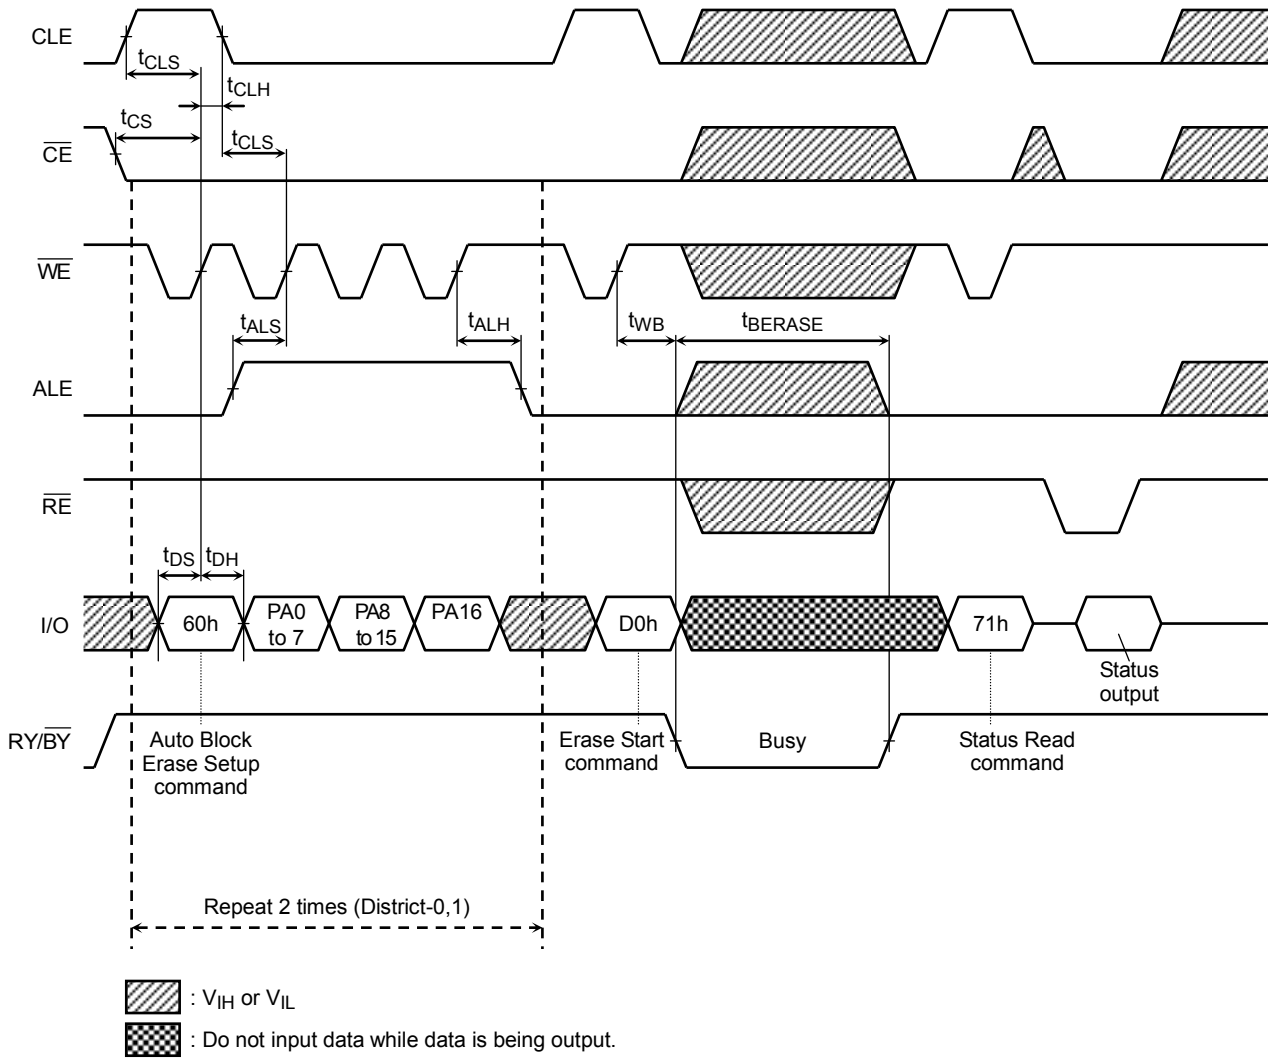 CLE
tCLS
tCLH
tCS
tCLS
CE
WE
tALS
tALH
tWB
tBERASE
ALE
RE
tDS
tDH
I/O
60h
PA0
to 7
PA8
to 15
PA16
D0h
71h
Status
output
RY/BY
Auto Block
Erase Setup
command
Erase Start
command
Busy
Status Read
command
Repeat 2 times (District-0,1)
: VIH or VIL
: Do not input data while data is being output.